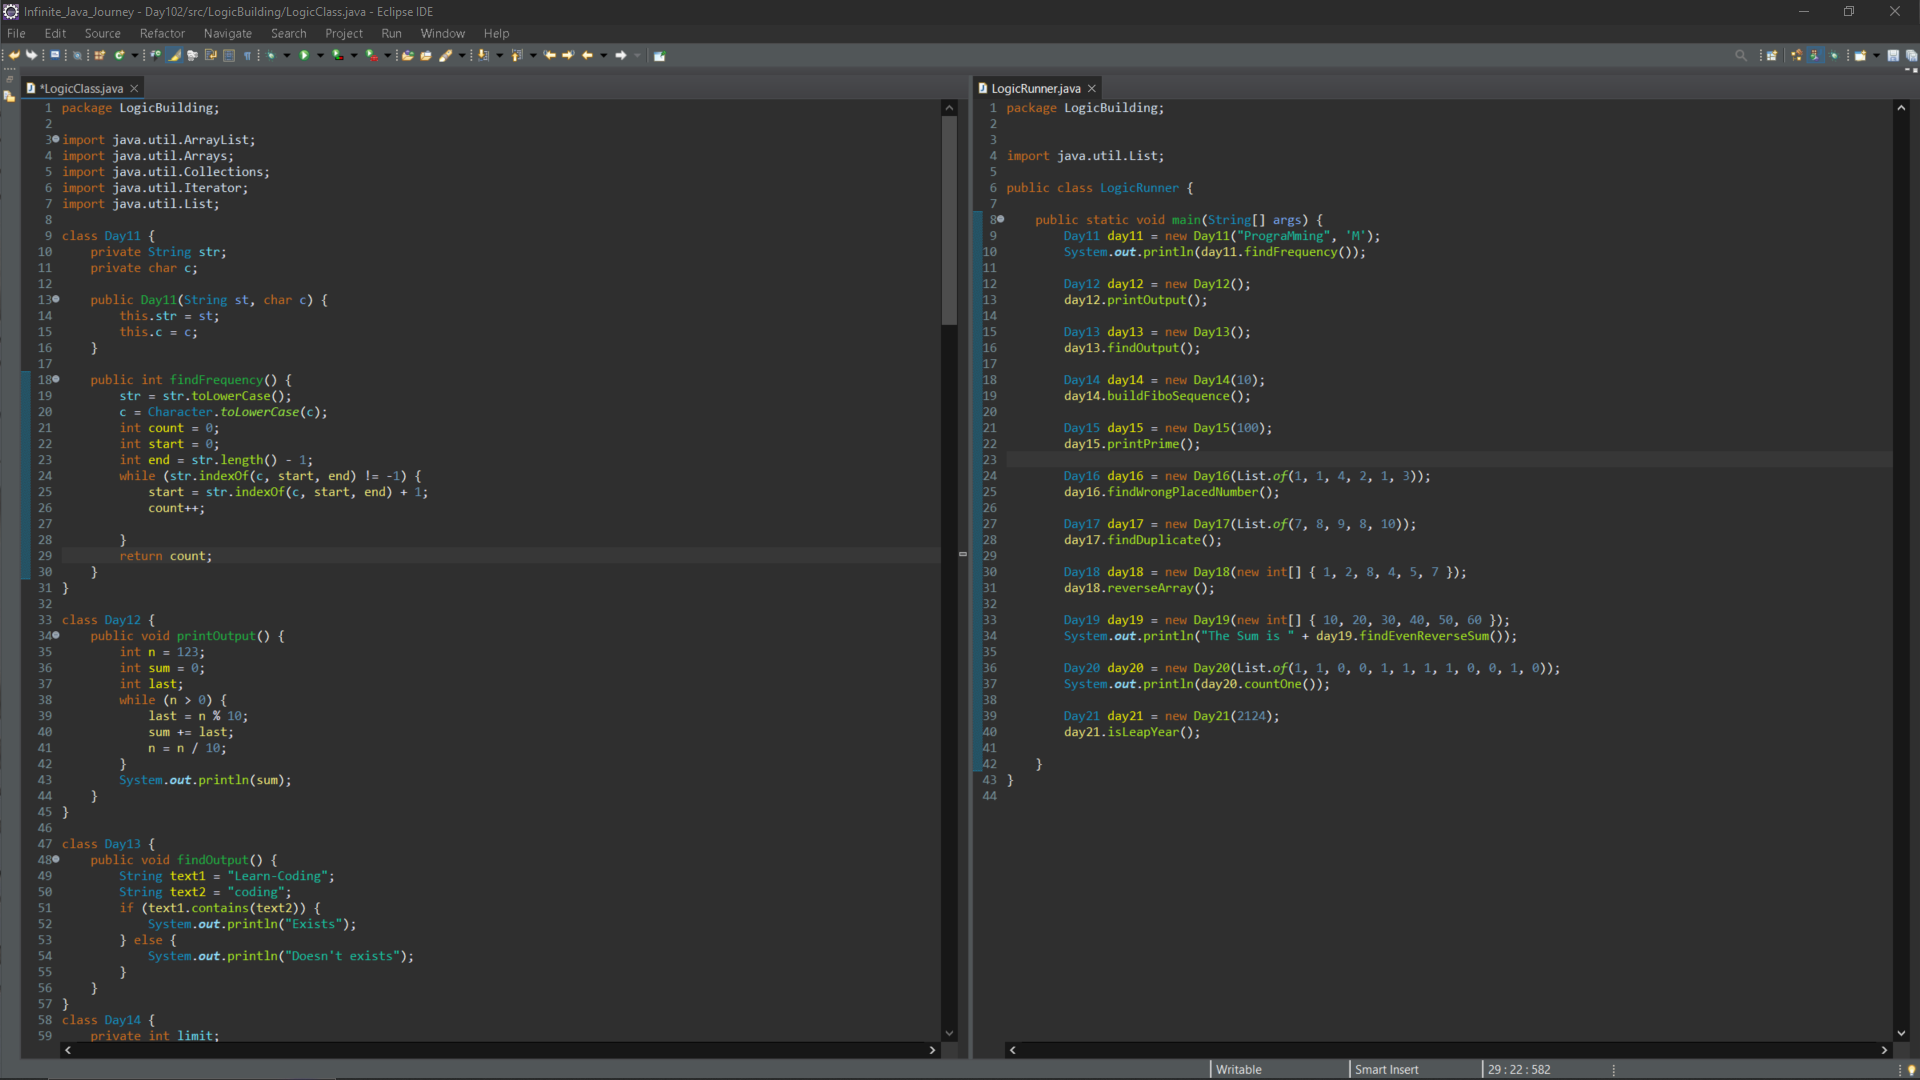 Infinite_Java_Journey - Day102/src/LogicBuilding/LogicClass.java - Eclipse IDE
File Edit Source Refactor Navigate Search Project Run Window Help
*LogicClass.java
1 package LogicBuilding;
2
3 import java.util.ArrayList;
4 import java.util.Arrays;
5 import java.util.Collections;
6 import java.util.Iterator;
7 import java.util.List;
8
9 class Day11 {
10     private String str;
11     private char c;
12
13     public Day11(String st, char c) {
14         this.str = st;
15         this.c = c;
16     }
17
18     public int findFrequency() {
19         str = str.toLowerCase();
20         c = Character.toLowerCase(c);
21         int count = 0;
22         int start = 0;
23         int end = str.length() - 1;
24         while (str.indexOf(c, start, end) != -1) {
25             start = str.indexOf(c, start, end) + 1;
26             count++;
27
28         }
29         return count;
30     }
31 }
32
33 class Day12 {
34     public void printOutput() {
35         int n = 123;
36         int sum = 0;
37         int last;
38         while (n > 0) {
39             last = n % 10;
40             sum += last;
41             n = n / 10;
42         }
43         System.out.println(sum);
44     }
45 }
46
47 class Day13 {
48     public void findOutput() {
49         String text1 = "Learn-Coding";
50         String text2 = "coding";
51         if (text1.contains(text2)) {
52             System.out.println("Exists");
53         } else {
54             System.out.println("Doesn't exists");
55         }
56     }
57 }
58 class Day14 {
59     private int limit;
LogicRunner.java
1 package LogicBuilding;
2
3
4 import java.util.List;
5
6 public class LogicRunner {
7
8     public static void main(String[] args) {
9         Day11 day11 = new Day11("PrograMming", 'M');
10         System.out.println(day11.findFrequency());
11
12         Day12 day12 = new Day12();
13         day12.printOutput();
14
15         Day13 day13 = new Day13();
16         day13.findOutput();
17
18         Day14 day14 = new Day14(10);
19         day14.buildFiboSequence();
20
21         Day15 day15 = new Day15(100);
22         day15.printPrime();
23
24         Day16 day16 = new Day16(List.of(1, 1, 4, 2, 1, 3));
25         day16.findWrongPlacedNumber();
26
27         Day17 day17 = new Day17(List.of(7, 8, 9, 8, 10));
28         day17.findDuplicate();
29
30         Day18 day18 = new Day18(new int[] { 1, 2, 8, 4, 5, 7 });
31         day18.reverseArray();
32
33         Day19 day19 = new Day19(new int[] { 10, 20, 30, 40, 50, 60 });
34         System.out.println("The Sum is " + day19.findEvenReverseSum());
35
36         Day20 day20 = new Day20(List.of(1, 1, 0, 0, 1, 1, 1, 1, 0, 0, 1, 0));
37         System.out.println(day20.countOne());
38
39         Day21 day21 = new Day21(2124);
40         day21.isLeapYear();
41
42     }
43 }
44
Writable Smart Insert 29 : 22 : 582